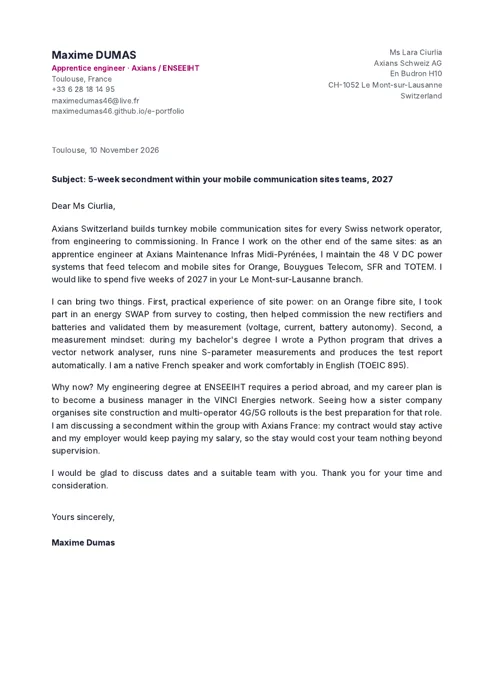 Maxime DUMAS
Apprentice engineer · Axians / ENSEEIHT
Toulouse, France
+33 6 28 18 14 95
maximedumas46@live.fr
maximedumas46.github.io/e-portfolio
Ms Lara Ciurlia
Axians Schweiz AG
En Budron H10
CH-1052 Le Mont-sur-Lausanne
Switzerland
Toulouse, 10 November 2026
Subject: 5-week secondment within your mobile communication sites teams, 2027
Dear Ms Ciurlia,
Axians Switzerland builds turnkey mobile communication sites for every Swiss network operator,
from engineering to commissioning. In France I work on the other end of the same sites: as an
apprentice engineer at Axians Maintenance Infras Midi-Pyrénées, I maintain the 48 V DC power
systems that feed telecom and mobile sites for Orange, Bouygues Telecom, SFR and TOTEM. I
would like to spend five weeks of 2027 in your Le Mont-sur-Lausanne branch.
I can bring two things. First, practical experience of site power: on an Orange fibre site, I took
part in an energy SWAP from survey to costing, then helped commission the new rectifiers and
batteries and validated them by measurement (voltage, current, battery autonomy). Second, a
measurement mindset: during my bachelor's degree I wrote a Python program that drives a
vector network analyser, runs nine S-parameter measurements and produces the test report
automatically. I am a native French speaker and work comfortably in English (TOEIC 895).
Why now? My engineering degree at ENSEEIHT requires a period abroad, and my career plan is
to become a business manager in the VINCI Energies network. Seeing how a sister company
organises site construction and multi-operator 4G/5G rollouts is the best preparation for that role.
I am discussing a secondment within the group with Axians France: my contract would stay active
and my employer would keep paying my salary, so the stay would cost your team nothing beyond
supervision.
I would be glad to discuss dates and a suitable team with you. Thank you for your time and
consideration.
Yours sincerely,
Maxime Dumas